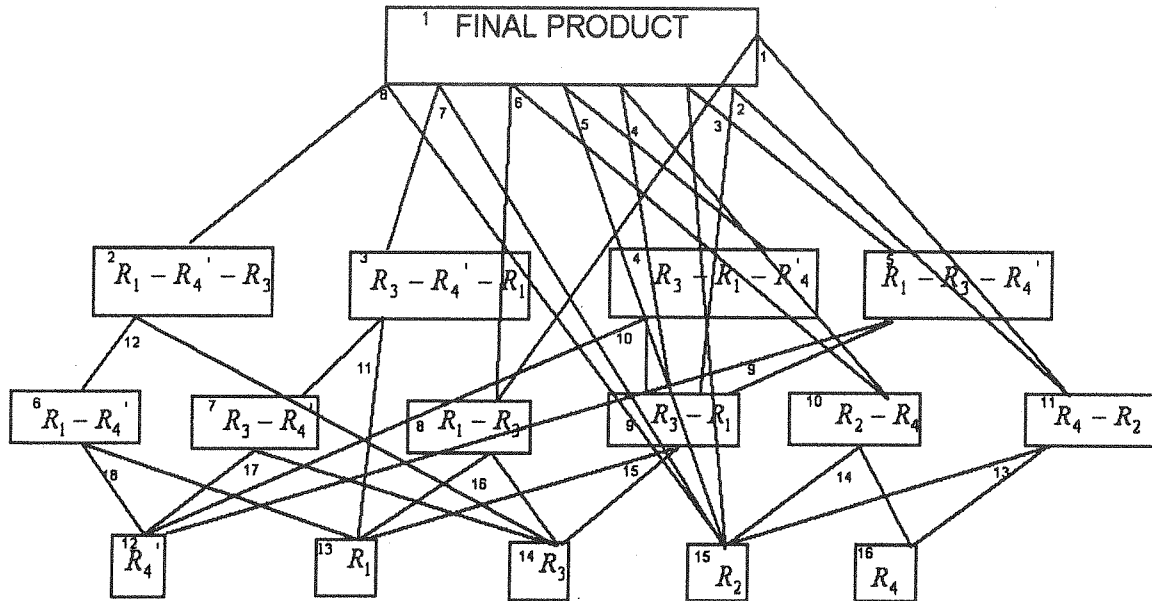 1 FINAL PRODUCT
1
8 7 6 5 4 3 2
2 R₁ − R₄' − R₃
3 R₃ − R₄' − R₁
4 R₃ − R₁ − R₄'
5 R₁ − R₃ − R₄'
12 11 10 9
6 R₁ − R₄'
7 R₃ − R₄'
8 R₁ − R₃
9 R₃ − R₁
10 R₂ − R₄
11 R₄ − R₂
18 17 16 15 14 13
12 R₄'
13 R₁
14 R₃
15 R₂
16 R₄